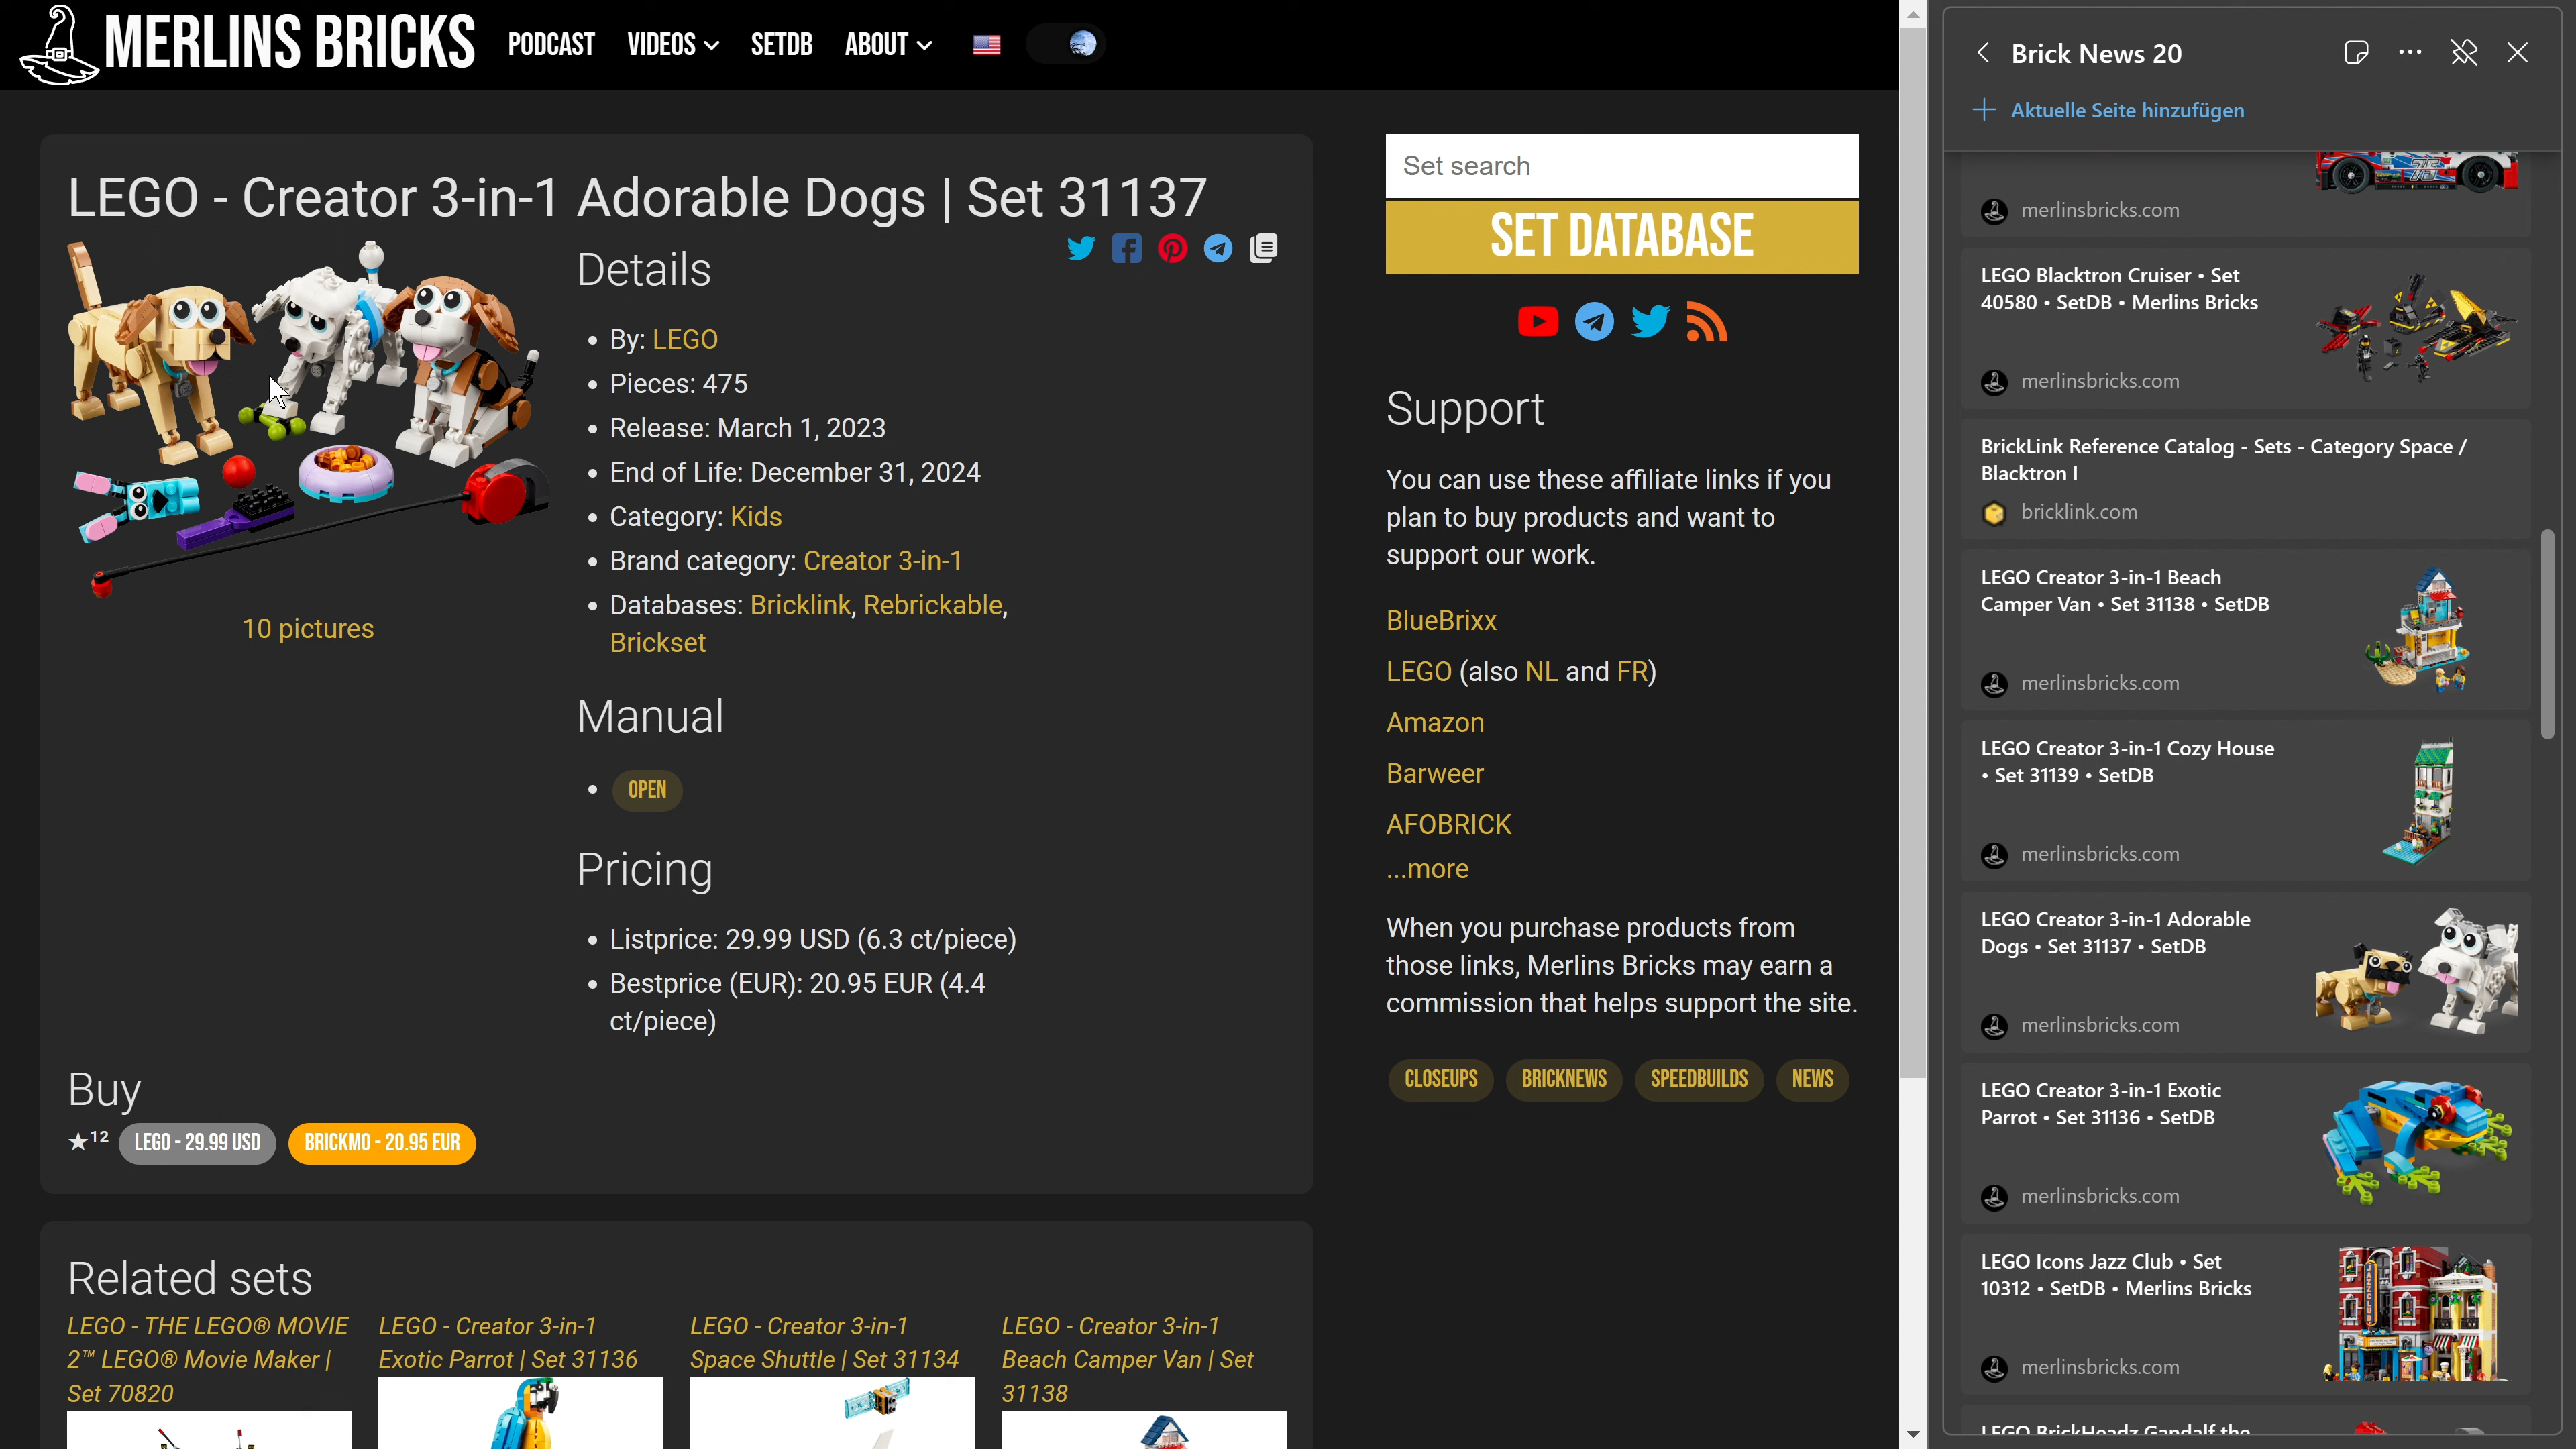 MERLINS BRICKS
PODCAST
VIDEOS
SETDB
ABOUT
LEGO - Creator 3-in-1 Adorable Dogs | Set 31137
10 pictures
Details
By: LEGO
Pieces: 475
Release: March 1, 2023
End of Life: December 31, 2024
Category: Kids
Brand category: Creator 3-in-1
Databases: Bricklink, Rebrickable,
Brickset
Manual
OPEN
Pricing
Listprice: 29.99 USD (6.3 ct/piece)
Bestprice (EUR): 20.95 EUR (4.4
ct/piece)
Buy
★12
LEGO - 29.99 USD
BRICKMO - 20.95 EUR
Related sets
LEGO - THE LEGO® MOVIE
2™ LEGO® Movie Maker |
Set 70820
LEGO - Creator 3-in-1
Exotic Parrot | Set 31136
LEGO - Creator 3-in-1
Space Shuttle | Set 31134
LEGO - Creator 3-in-1
Beach Camper Van | Set
31138
Set search
SET DATABASE
Support
You can use these affiliate links if you
plan to buy products and want to
support our work.
BlueBrixx
LEGO (also NL and FR)
Amazon
Barweer
AFOBRICK
...more
When you purchase products from
those links, Merlins Bricks may earn a
commission that helps support the site.
CLOSEUPS
BRICKNEWS
SPEEDBUILDS
NEWS
Brick News 20
Aktuelle Seite hinzufügen
merlinsbricks.com
LEGO Blacktron Cruiser • Set
40580 • SetDB • Merlins Bricks
merlinsbricks.com
BrickLink Reference Catalog - Sets - Category Space /
Blacktron I
bricklink.com
LEGO Creator 3-in-1 Beach
Camper Van • Set 31138 • SetDB
merlinsbricks.com
LEGO Creator 3-in-1 Cozy House
• Set 31139 • SetDB
merlinsbricks.com
LEGO Creator 3-in-1 Adorable
Dogs • Set 31137 • SetDB
merlinsbricks.com
LEGO Creator 3-in-1 Exotic
Parrot • Set 31136 • SetDB
merlinsbricks.com
LEGO Icons Jazz Club • Set
10312 • SetDB • Merlins Bricks
JAZZ CLUB
merlinsbricks.com
LEGO BrickHeadz Gandalf the